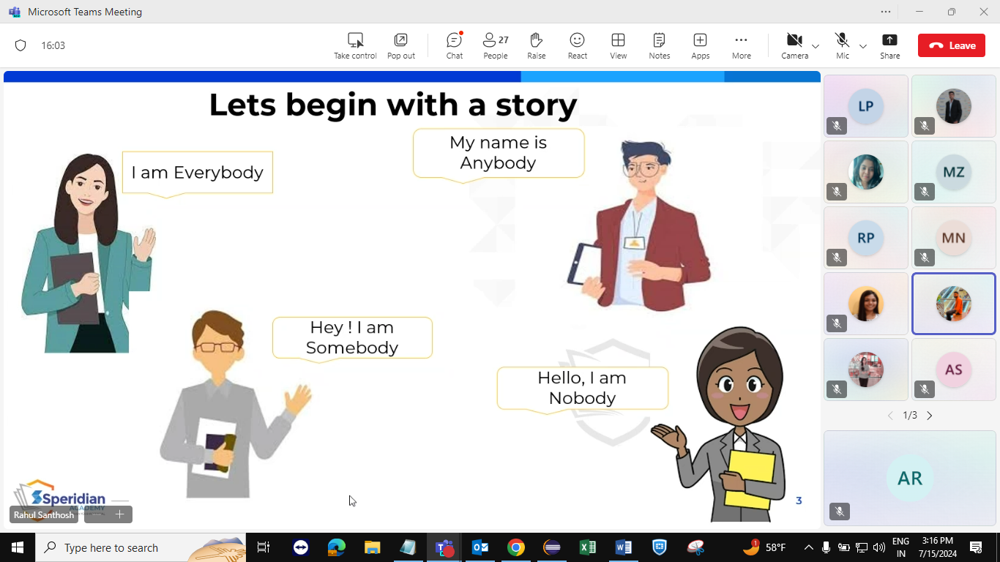 Microsoft Teams Meeting
16:03
Take control
Pop out
Chat
27
People
Raise
React
View
Notes
Apps
More
Camera
Mic
Share
Leave
Lets begin with a story
I am Everybody
My name is
Anybody
Hey ! I am
Somebody
Hello, I am
Nobody
Speridian
ACADEMY
Rahul Santhosh
3
LP
MZ
RP
MN
AS
1/3
AR
Type here to search
1
58°F
ENG
IN
3:16 PM
7/15/2024